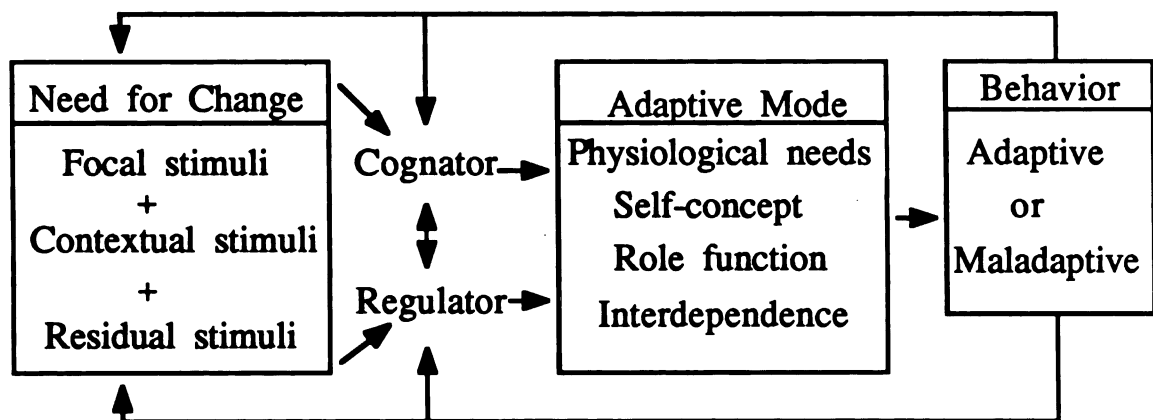 Need for Change
Focal stimuli
+
Contextual stimuli
+
Residual stimuli
Cognator
Regulator
Adaptive Mode
Physiological needs
Self-concept
Role function
Interdependence
Behavior
Adaptive
or
Maladaptive